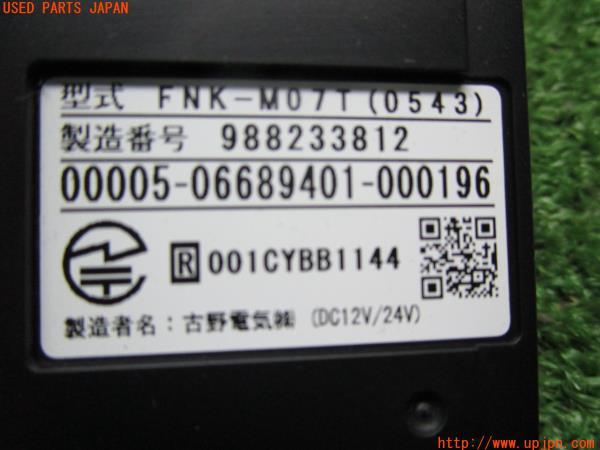 USED PARTS JAPAN
型式 FNK-M07T(0543)
製造番号 988233812
00005-06689401-000196
R 001CYBB1144
製造者名：古野電気㈱ (DC12V/24V)
http://www.upjpn.com